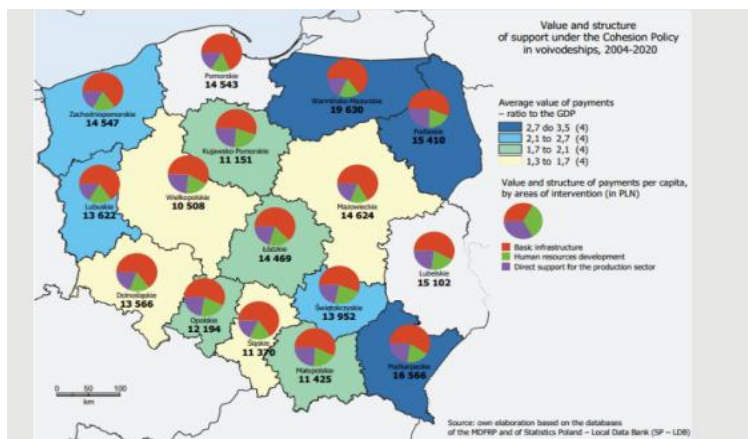 Value and structure
of support under the Cohesion Policy
in voivodeships, 2004-2020
Average value of payments
– ratio to the GDP
2,7 do 3,5 (4)
2,1 to 2,7 (4)
1,7 to 2,1 (4)
1,3 to 1,7 (4)
Value and structure of payments per capita,
by areas of intervention (in PLN)
Basic infrastructure
Human resources development
Direct support for the production sector
Pomorskie
14 543
Zachodniopomorskie
14 547
Warmińsko-Mazurskie
19 630
Podlaskie
15 410
Kujawsko-Pomorskie
11 151
Wielkopolskie
10 508
Mazowieckie
14 624
Lubuskie
13 622
Łódzkie
14 469
Lubelskie
15 102
Dolnośląskie
13 566
Opolskie
12 194
Świętokrzyskie
13 952
Śląskie
11 370
Małopolskie
11 425
Podkarpackie
16 566
0 50 100
km
Source: own elaboration based on the databases
of the MDFRP and of Statistics Poland – Local Data Bank (SP – LDB)